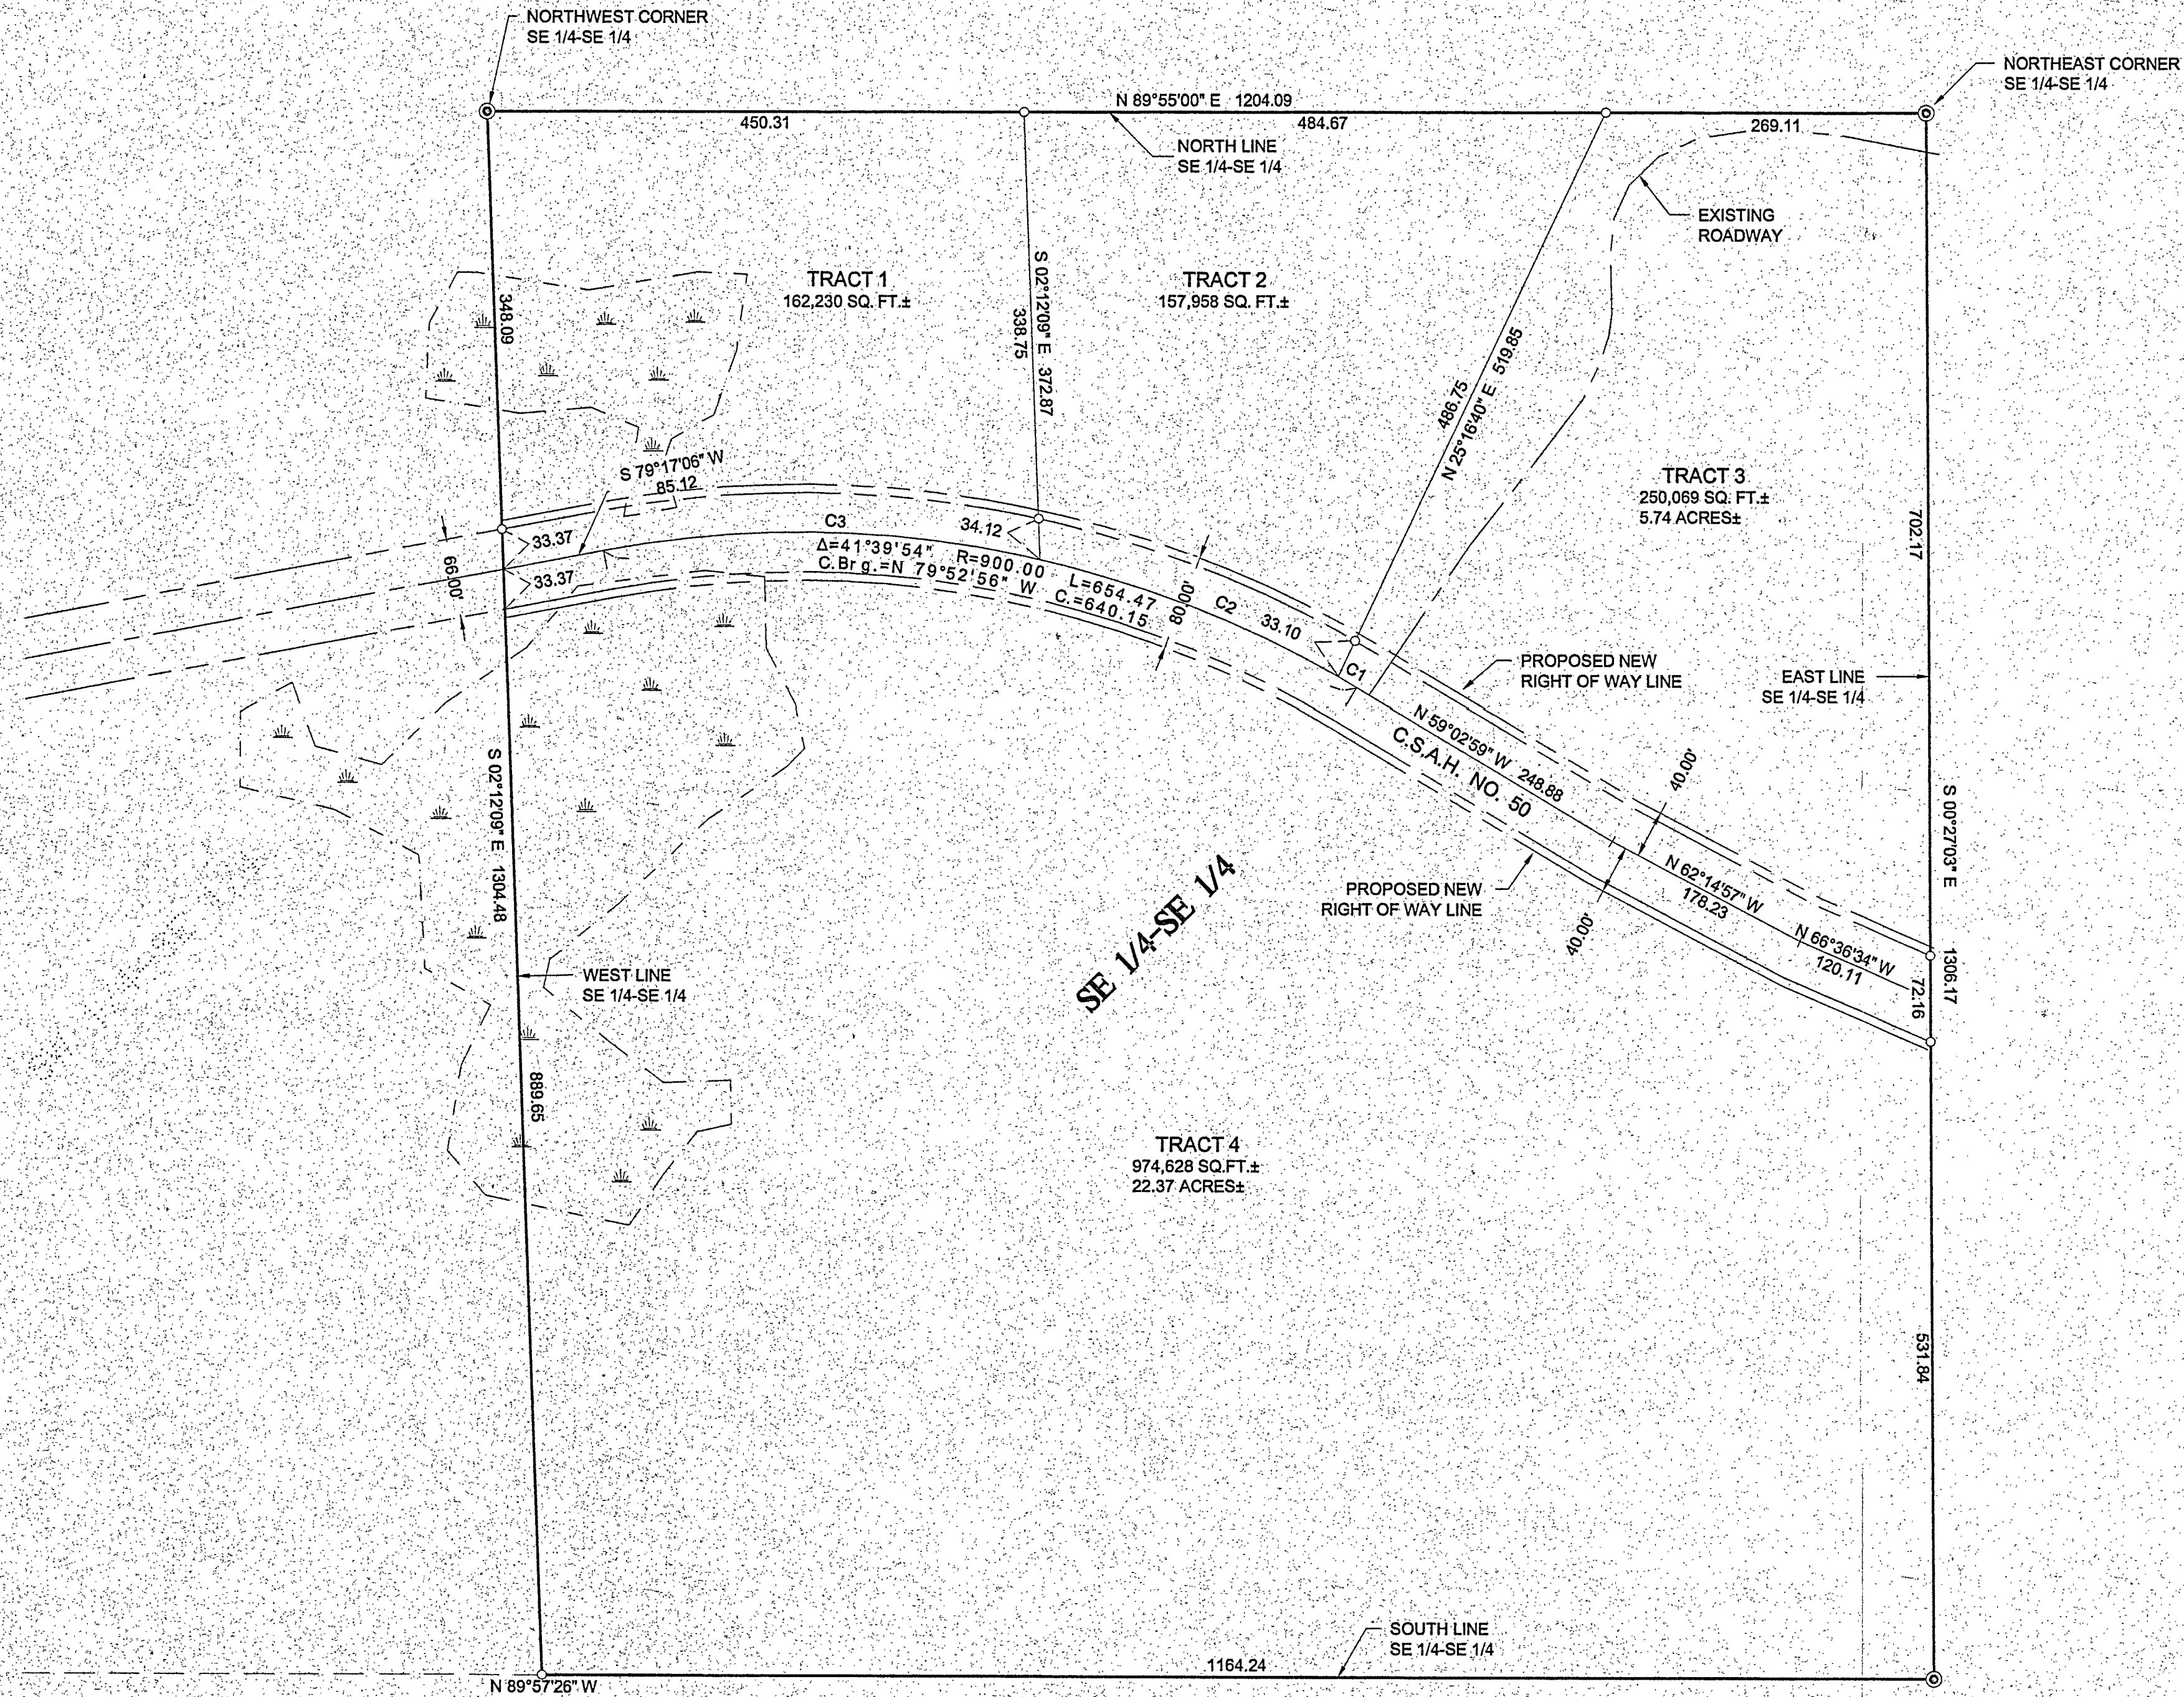 NORTHWEST CORNER
SE 1/4-SE 1/4
NORTHEAST CORNER
SE 1/4-SE 1/4
N 89°55'00" E 1204.09
450.31
484.67
269.11
NORTH LINE
SE 1/4-SE 1/4
EXISTING
ROADWAY
TRACT 1
162,230 SQ. FT.±
TRACT 2
157,958 SQ. FT.±
348.09
S 02°12'09" E 372.87
338.75
486.75
N 25°16'40" E 519.85
TRACT 3
250,069 SQ. FT.±
5.74 ACRES±
702.17
S 79°17'06" W
85.12
C3
34.12
33.37
33.37
66.00'
Δ=41°39'54" R=900.00 L=654.47
C.Brg.=N 79°52'56" W C.=640.15
80.00'
C2
33.10
C1
PROPOSED NEW
RIGHT OF WAY LINE
EAST LINE
SE 1/4-SE 1/4
N 59°02'59" W 248.88
C.S.A.H. NO. 50
40.00'
S 02°12'09" E 1304.48
S 00°27'03" E 1306.17
SE 1/4-SE 1/4
PROPOSED NEW
RIGHT OF WAY LINE
40.00'
N 62°14'57" W
178.23
N 66°36'34" W
120.11
72.16
WEST LINE
SE 1/4-SE 1/4
889.65
TRACT 4
974,628 SQ.FT.±
22.37 ACRES±
531.84
SOUTH LINE
SE 1/4-SE 1/4
1164.24
N 89°57'26" W